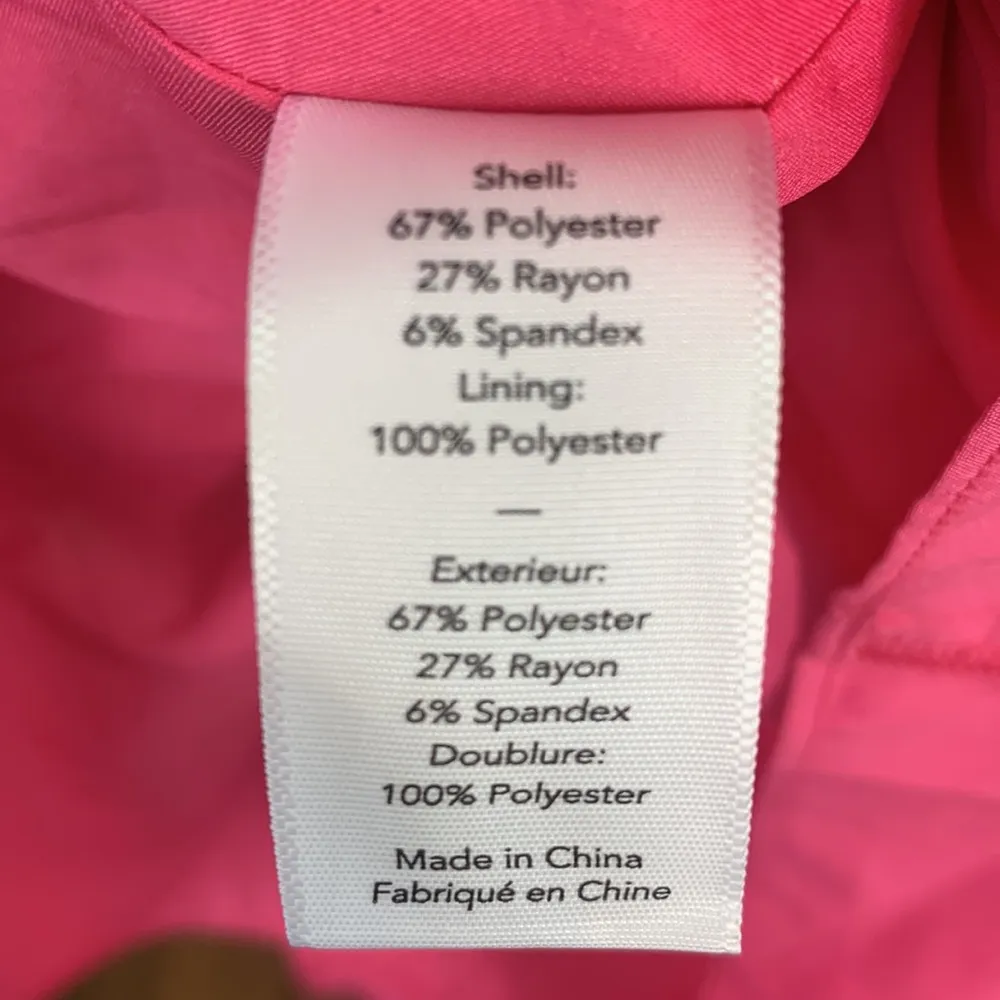 Shell:
67% Polyester
27% Rayon
6% Spandex
Lining:
100% Polyester
—
Exterieur:
67% Polyester
27% Rayon
6% Spandex
Doublure:
100% Polyester
Made in China
Fabriqué en Chine